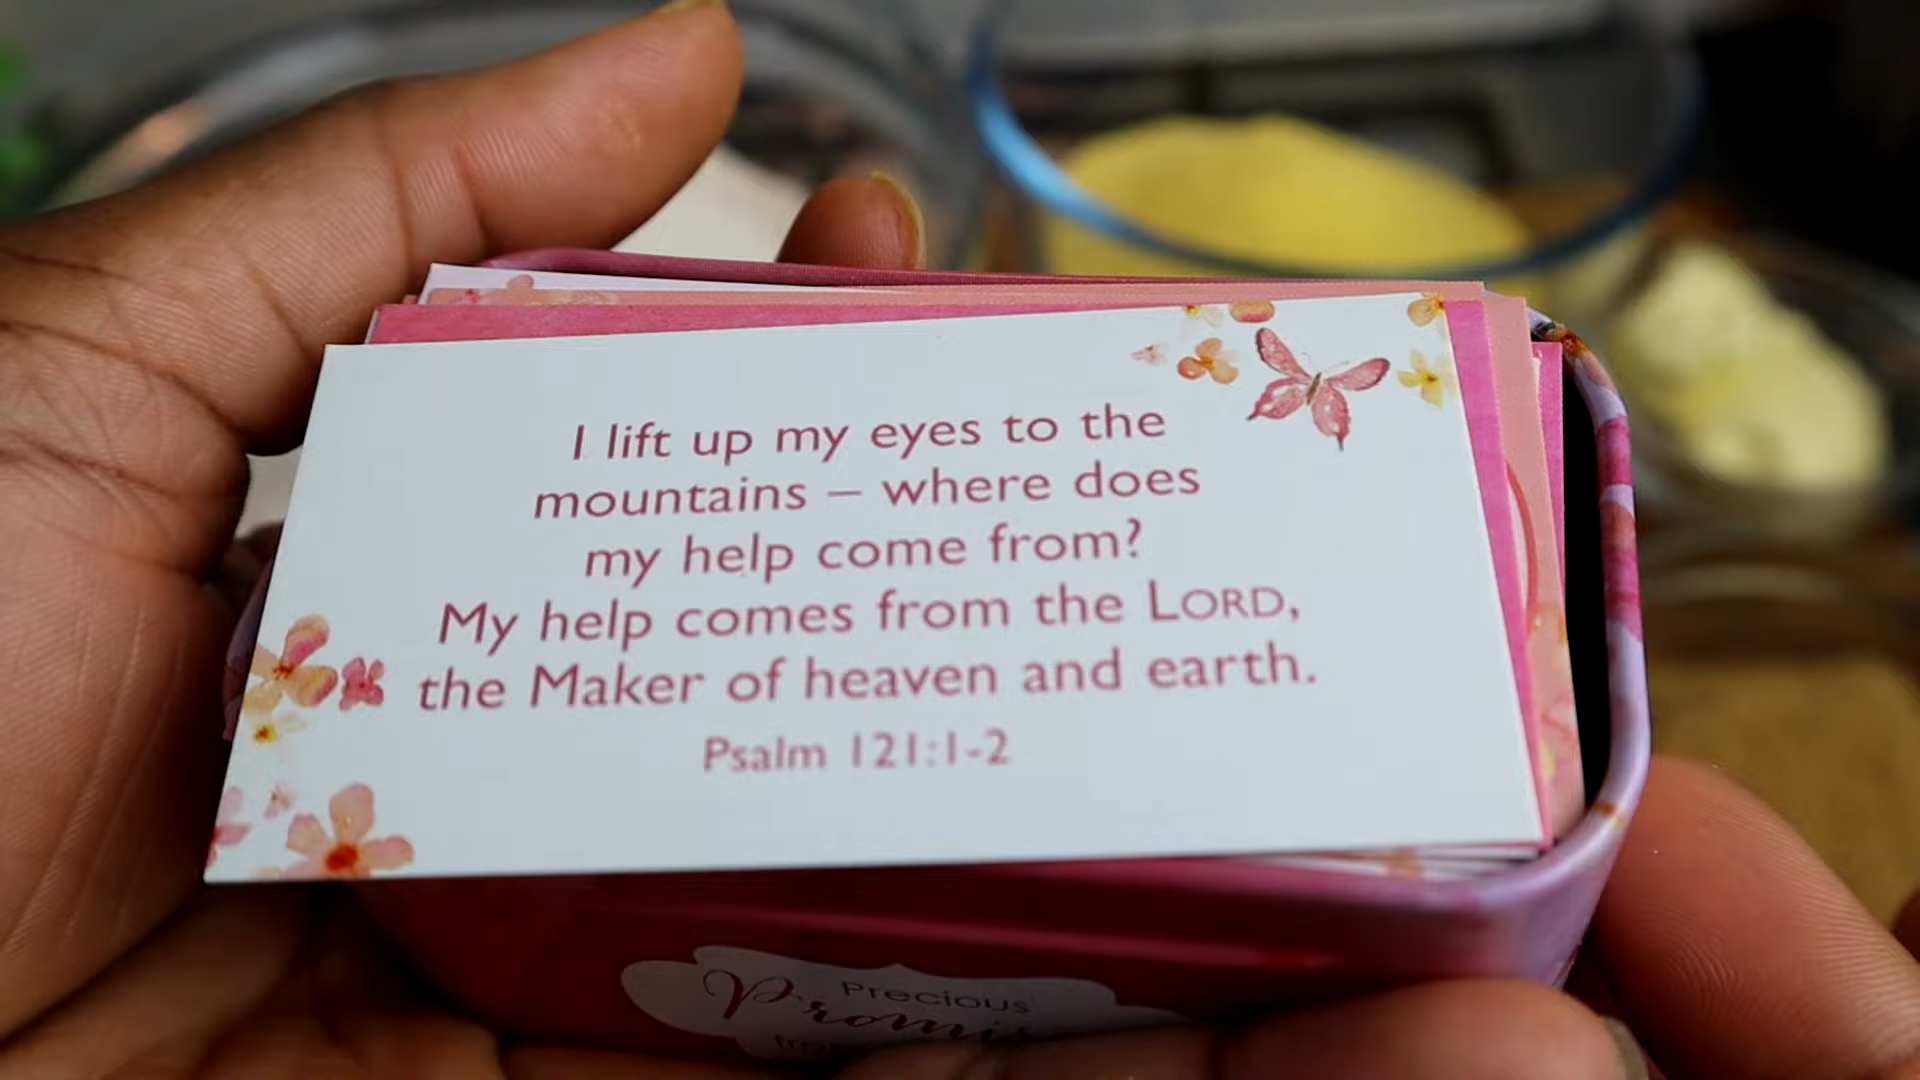 I lift up my eyes to the
mountains – where does
my help come from?
My help comes from the LORD,
the Maker of heaven and earth.
Psalm 121:1-2
Precious